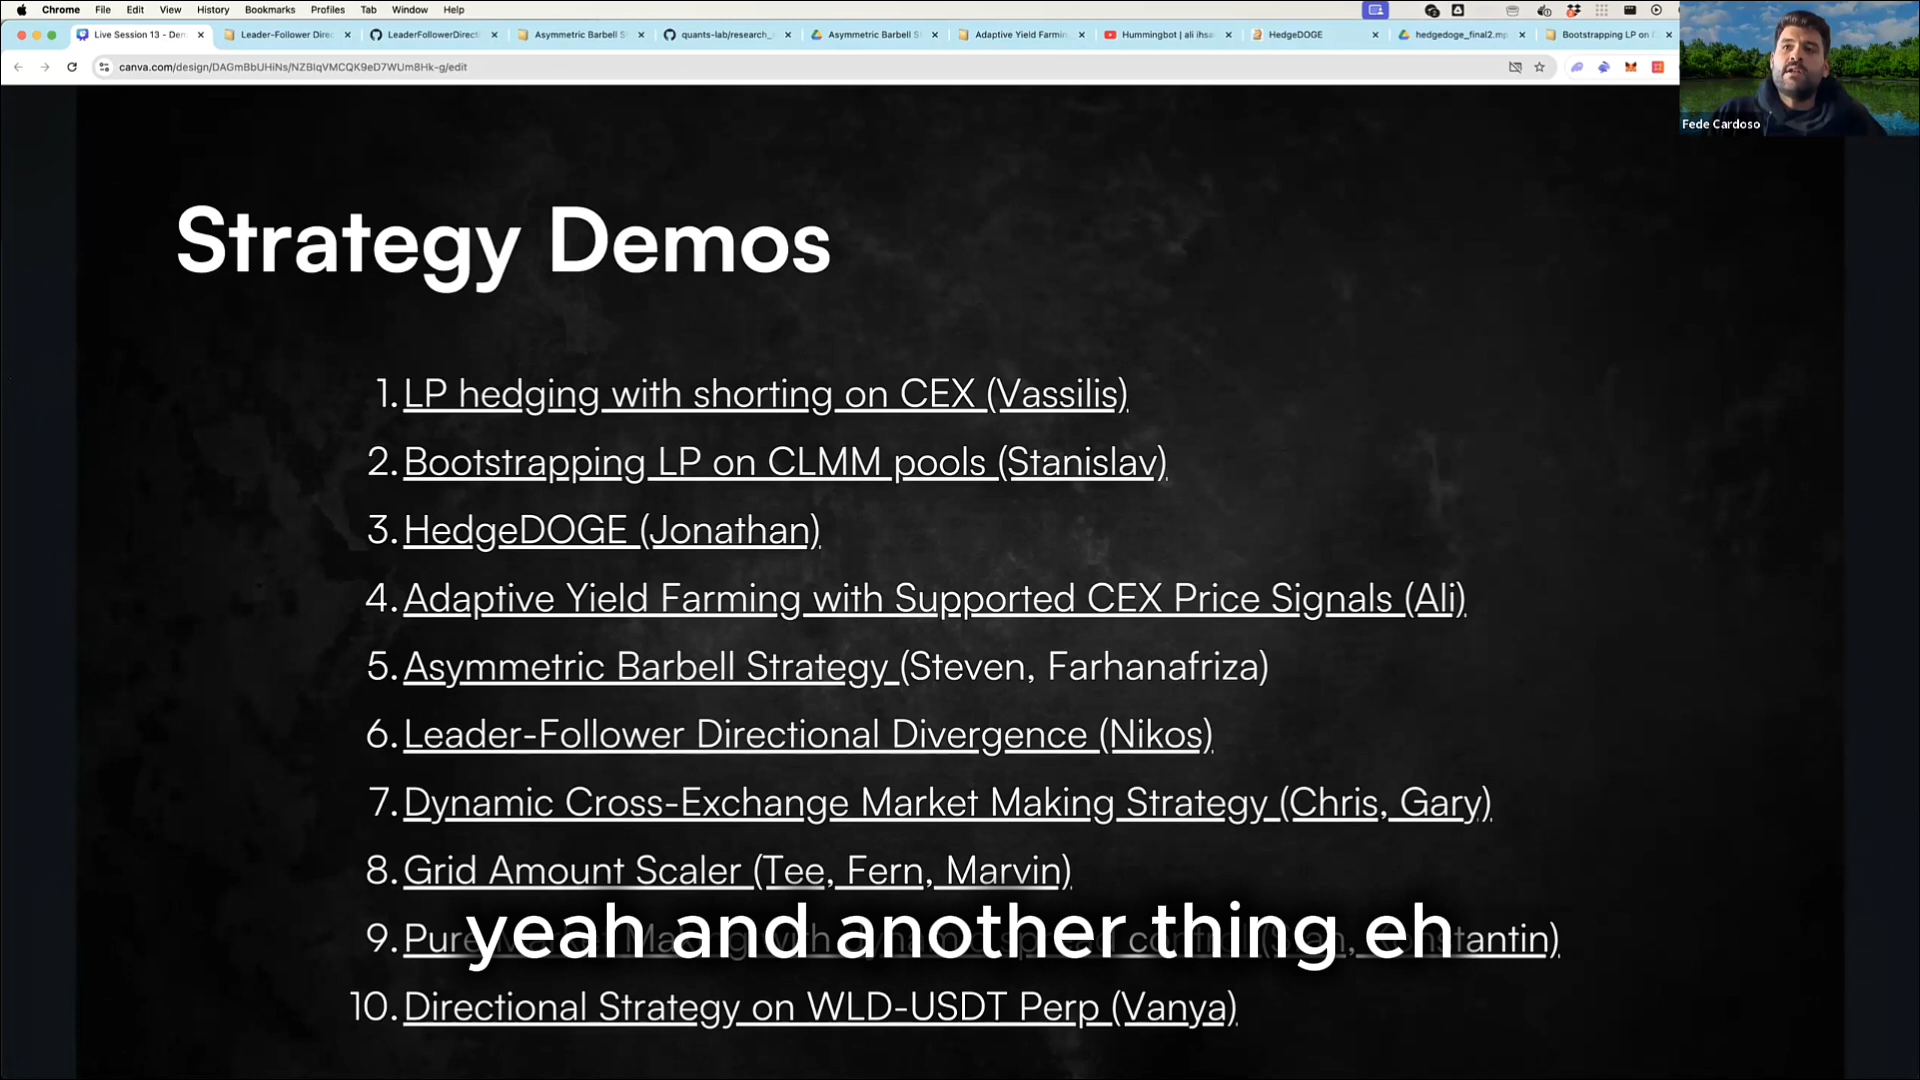 Chrome File Edit View History Bookmarks Profiles Tab Window Help
Live Session 13 - Den
Leader-Follower Direc
LeaderFollowerDirecti
Asymmetric Barbell S
quants-lab/research_
Asymmetric Barbell S
Adaptive Yield Farmin
Hummingbot | ali ihsa
HedgeDOGE
hedgedoge_final2.mp
Bootstrapping LP on
canva.com/design/DAGmBbUHiNs/NZBlqVMCQK9eD7WUm8Hk-g/edit
Fede Cardoso
Strategy Demos
1. LP hedging with shorting on CEX (Vassilis)
2. Bootstrapping LP on CLMM pools (Stanislav)
3. HedgeDOGE (Jonathan)
4. Adaptive Yield Farming with Supported CEX Price Signals (Ali)
5. Asymmetric Barbell Strategy (Steven, Farhanafriza)
6. Leader-Follower Directional Divergence (Nikos)
7. Dynamic Cross-Exchange Market Making Strategy (Chris, Gary)
8. Grid Amount Scaler (Tee, Fern, Marvin)
yeah and another thing eh
9. Pure
10. Directional Strategy on WLD-USDT Perp (Vanya)